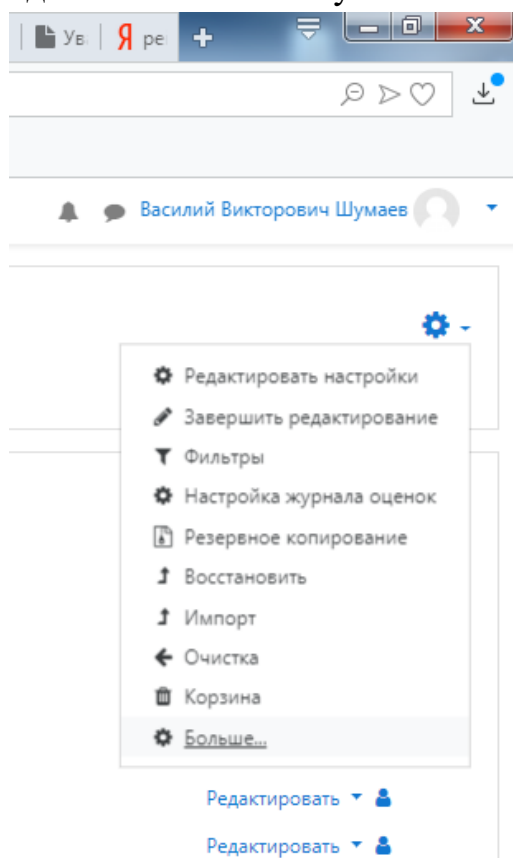 Ув
Я ре
Василий Викторович Шумаев
Редактировать настройки
Завершить редактирование
Фильтры
Настройка журнала оценок
Резервное копирование
Восстановить
Импорт
Очистка
Корзина
Больше...
Редактировать
Редактировать